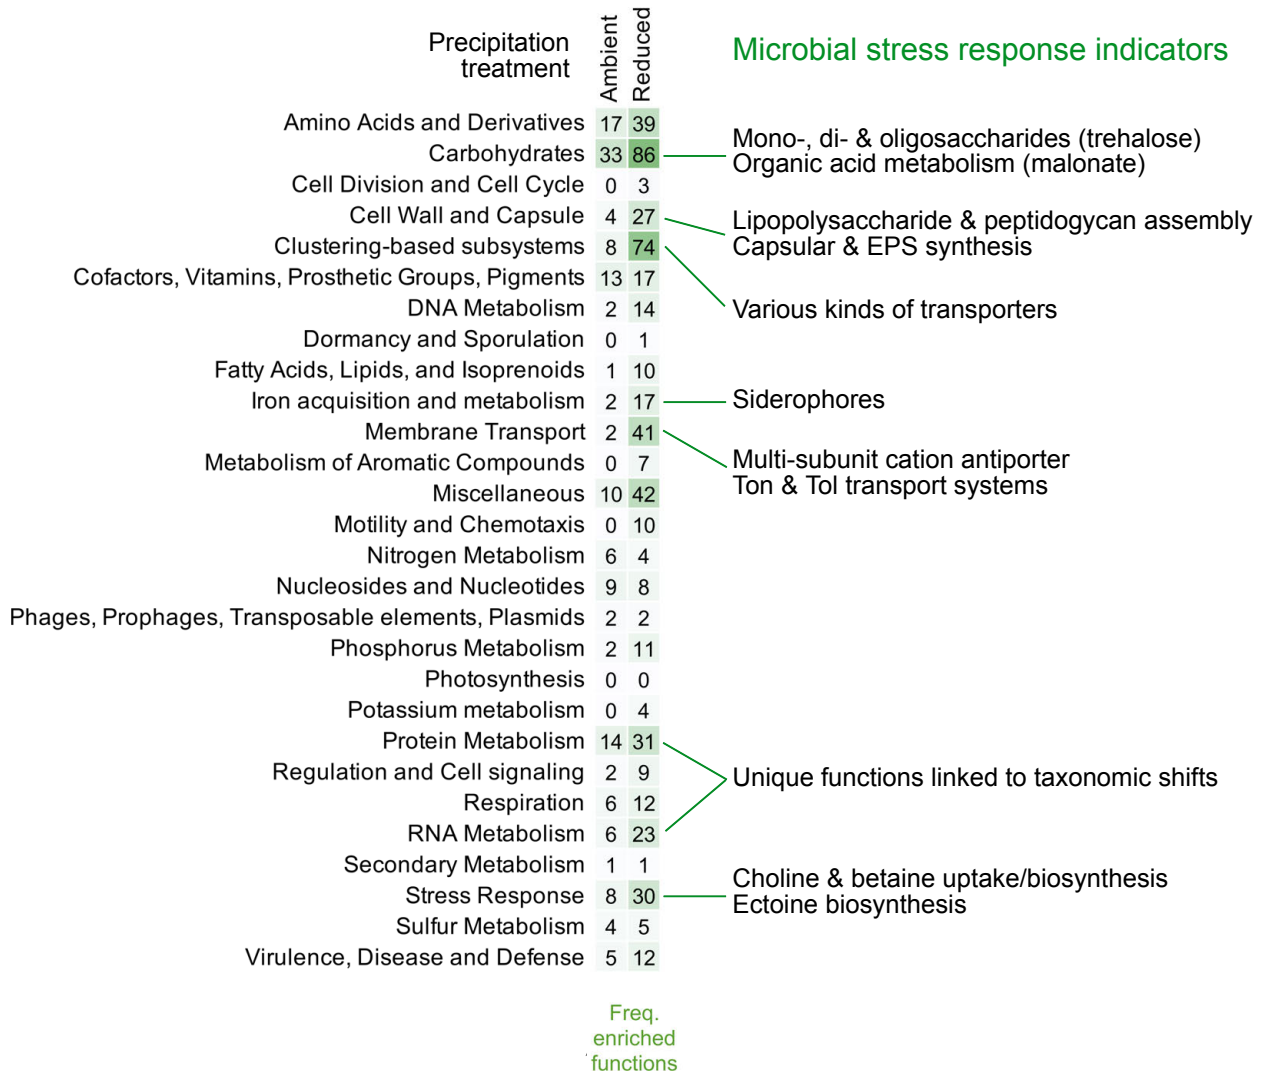 Precipitation
treatment
Ambient
Reduced
Microbial stress response indicators
Amino Acids and Derivatives 17 39
Carbohydrates 33 86
Mono-, di- & oligosaccharides (trehalose)
Organic acid metabolism (malonate)
Cell Division and Cell Cycle 0 3
Cell Wall and Capsule 4 27
Lipopolysaccharide & peptidogycan assembly
Capsular & EPS synthesis
Clustering-based subsystems 8 74
Various kinds of transporters
Cofactors, Vitamins, Prosthetic Groups, Pigments 13 17
DNA Metabolism 2 14
Dormancy and Sporulation 0 1
Fatty Acids, Lipids, and Isoprenoids 1 10
Iron acquisition and metabolism 2 17
Siderophores
Membrane Transport 2 41
Multi-subunit cation antiporter
Ton & Tol transport systems
Metabolism of Aromatic Compounds 0 7
Miscellaneous 10 42
Motility and Chemotaxis 0 10
Nitrogen Metabolism 6 4
Nucleosides and Nucleotides 9 8
Phages, Prophages, Transposable elements, Plasmids 2 2
Phosphorus Metabolism 2 11
Photosynthesis 0 0
Potassium metabolism 0 4
Protein Metabolism 14 31
Regulation and Cell signaling 2 9
Unique functions linked to taxonomic shifts
Respiration 6 12
RNA Metabolism 6 23
Secondary Metabolism 1 1
Stress Response 8 30
Choline & betaine uptake/biosynthesis
Ectoine biosynthesis
Sulfur Metabolism 4 5
Virulence, Disease and Defense 5 12
Freq.
enriched
functions